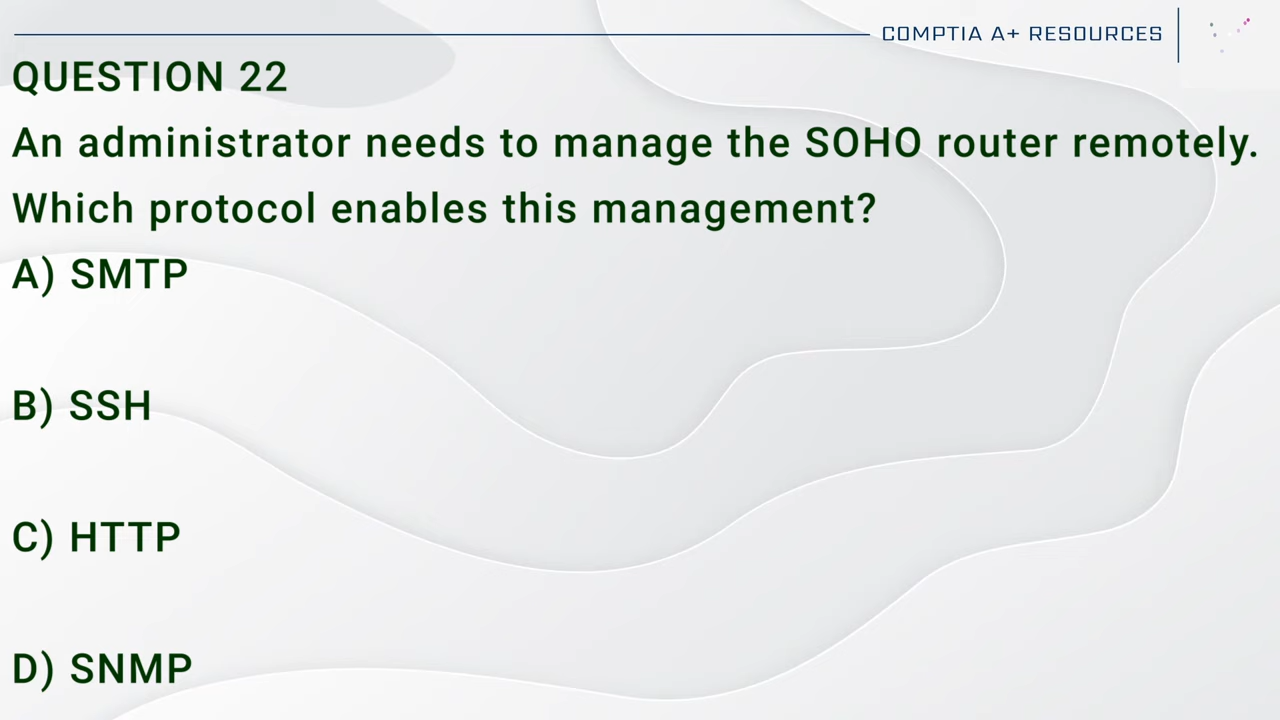 COMPTIA A+ RESOURCES
QUESTION 22
An administrator needs to manage the SOHO router remotely.
Which protocol enables this management?
A) SMTP
B) SSH
C) HTTP
D) SNMP